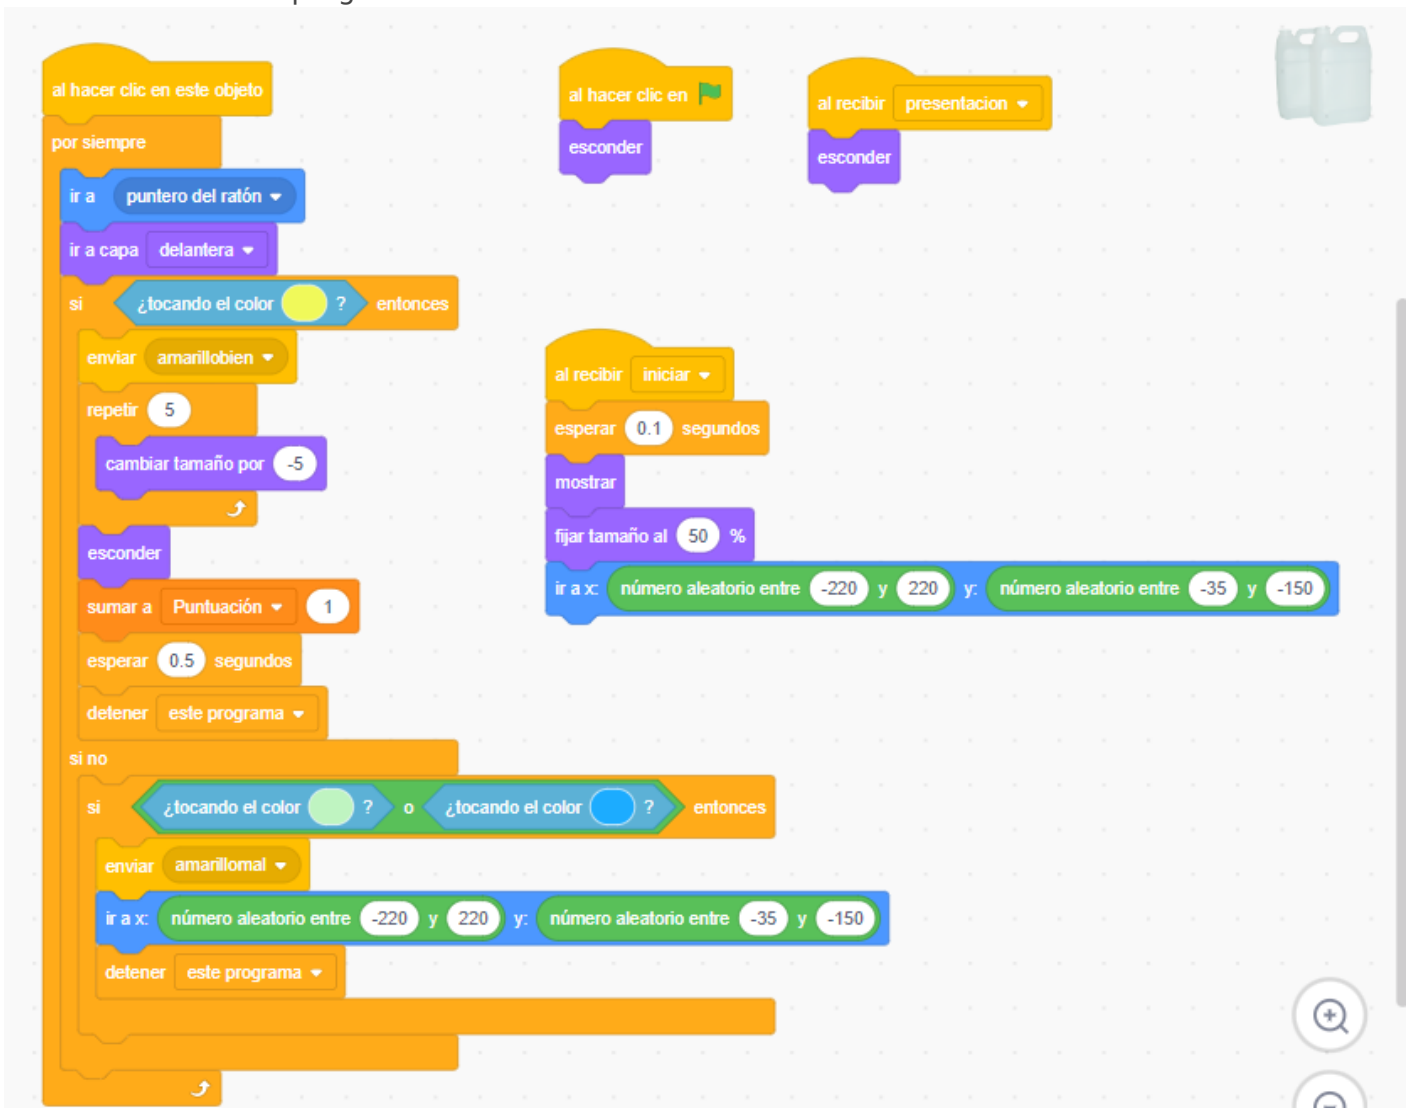 al hacer clic en este objeto
por siempre
ir a puntero del ratón
ir a capa delantera
si ¿tocando el color ? entonces
enviar amarillobien
repetir 5
cambiar tamaño por -5
esconder
sumar a Puntuación 1
esperar 0.5 segundos
detener este programa
si no
si ¿tocando el color ? o ¿tocando el color ? entonces
enviar amarillomal
ir a x: número aleatorio entre -220 y 220 y: número aleatorio entre -35 y -150
detener este programa
al hacer clic en
esconder
al recibir presentacion
esconder
al recibir iniciar
esperar 0.1 segundos
mostrar
fijar tamaño al 50 %
ir a x: número aleatorio entre -220 y 220 y: número aleatorio entre -35 y -150